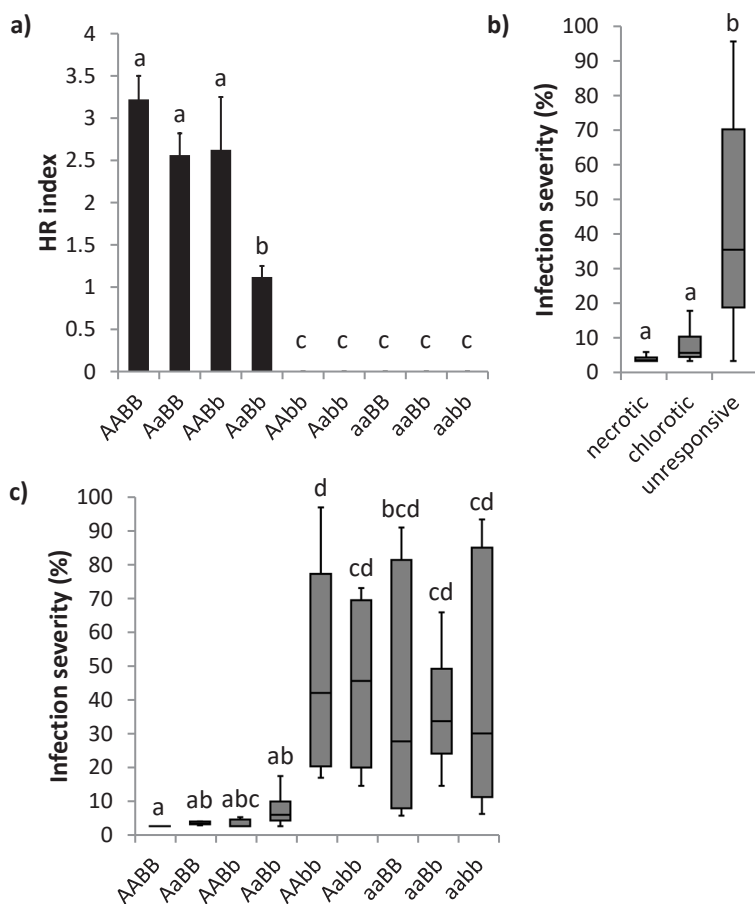 a)
HR index
4
3.5
3
2.5
2
1.5
1
0.5
0
a
a
a
b
c c c c c
AABB AaBB AABb AaBb AAbb Aabb aaBB aaBb aabb
b)
Infection severity (%)
100
90
80
70
60
50
40
30
20
10
0
a
a
b
necrotic chlorotic unresponsive
c)
Infection severity (%)
100
90
80
70
60
50
40
30
20
10
0
a ab abc ab d cd bcd cd cd
AABB AaBB AABb AaBb AAbb Aabb aaBB aaBb aabb